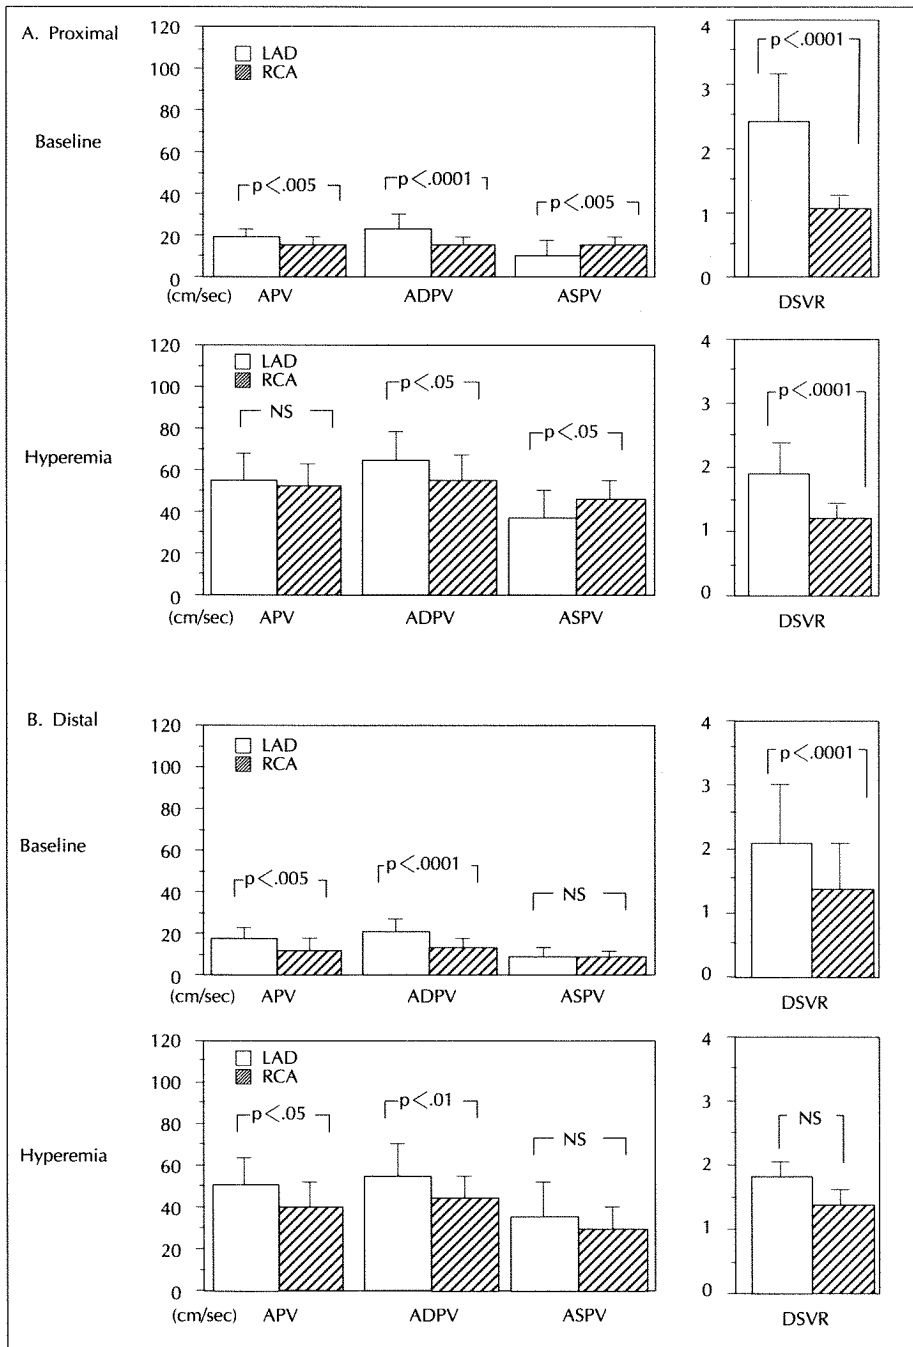 A. Proximal
Baseline
120
100
80
60
40
20
0
LAD
RCA
p<.005
p<.0001
p<.005
(cm/sec)
APV
ADPV
ASPV
4
3
2
1
0
p<.0001
DSVR
Hyperemia
120
100
80
60
40
20
0
LAD
RCA
NS
p<.05
p<.05
(cm/sec)
APV
ADPV
ASPV
4
3
2
1
0
p<.0001
DSVR
B. Distal
Baseline
120
100
80
60
40
20
0
LAD
RCA
p<.005
p<.0001
NS
(cm/sec)
APV
ADPV
ASPV
4
3
2
1
0
p<.0001
DSVR
Hyperemia
120
100
80
60
40
20
0
LAD
RCA
p<.05
p<.01
NS
(cm/sec)
APV
ADPV
ASPV
4
3
2
1
0
NS
DSVR